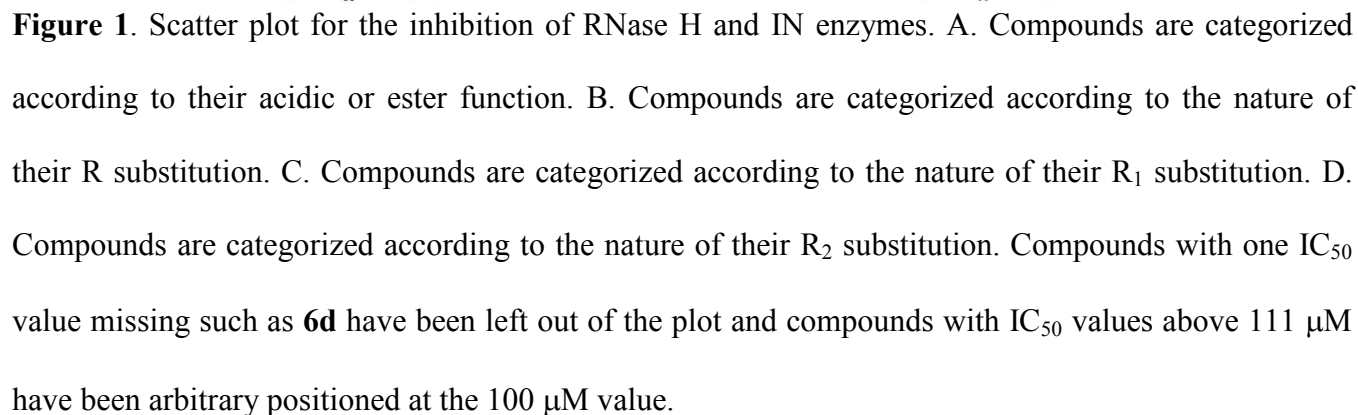 Figure 1. Scatter plot for the inhibition of RNase H and IN enzymes. A. Compounds are categorized
according to their acidic or ester function. B. Compounds are categorized according to the nature of
their R substitution. C. Compounds are categorized according to the nature of their R₁ substitution. D.
Compounds are categorized according to the nature of their R₂ substitution. Compounds with one IC₅₀
value missing such as 6d have been left out of the plot and compounds with IC₅₀ values above 111 μM
have been arbitrary positioned at the 100 μM value.